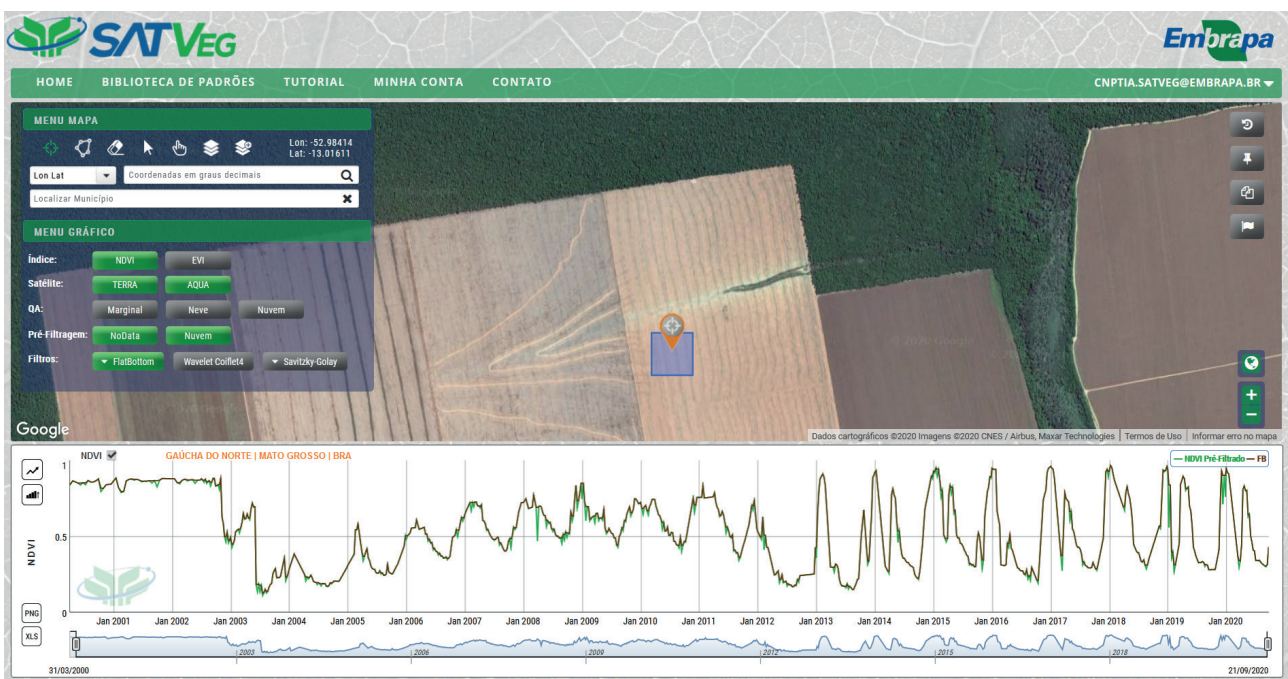 SATVEG
Embrapa
HOME BIBLIOTECA DE PADRÕES TUTORIAL MINHA CONTA CONTATO CNPTIA.SATVEG@EMBRAPA.BR
MENU MAPA
Lon: -52.98414
Lat: -13.01611
Lon Lat Coordenadas em graus decimais
Localizar Município
MENU GRÁFICO
Índice: NDVI EVI
Satélite: TERRA AQUA
QA: Marginal Neve Nuvem
Pré-Filtragem: NoData Nuvem
Filtros: FlatBottom Wavelet Coiflet4 Savitzky-Golay
© 2020 Google
Google
Dados cartográficos ©2020 Imagens ©2020 CNES / Airbus, Maxar Technologies Termos de Uso Informar erro no mapa
NDVI GAÚCHA DO NORTE | MATO GROSSO | BRA NDVI Pré-Filtrado FB
1
0.5
NDVI
0
PNG
XLS
Jan 2001 Jan 2002 Jan 2003 Jan 2004 Jan 2005 Jan 2006 Jan 2007 Jan 2008 Jan 2009 Jan 2010 Jan 2011 Jan 2012 Jan 2013 Jan 2014 Jan 2015 Jan 2016 Jan 2017 Jan 2018 Jan 2019 Jan 2020
2003 2006 2009 2012 2015 2018
31/03/2000 21/09/2020